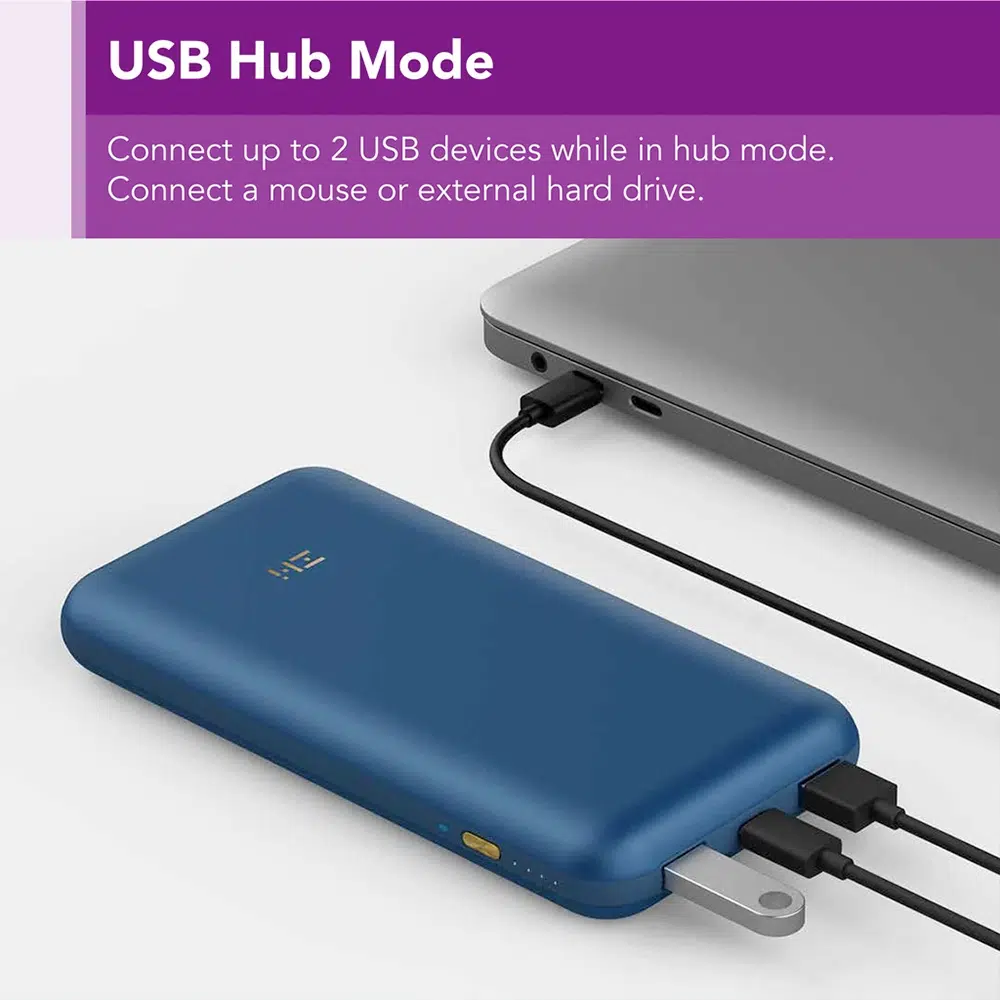 USB Hub Mode
Connect up to 2 USB devices while in hub mode.
Connect a mouse or external hard drive.